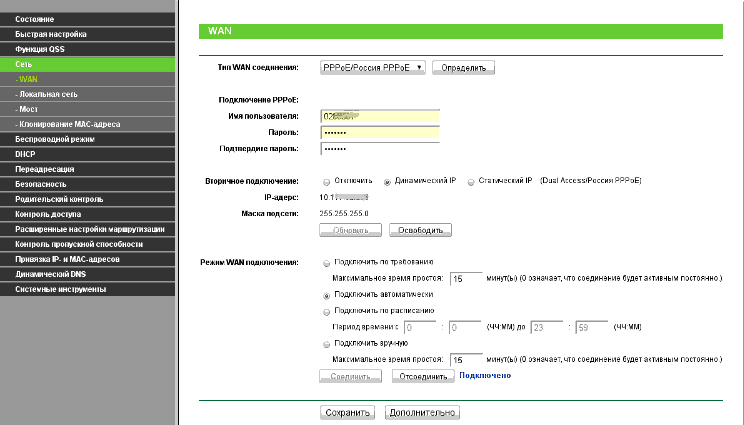 Состояние
Быстрая настройка
Функция QSS
Сеть
- WAN
- Локальная сеть
- Мост
- Клонирование MAC-адреса
Беспроводной режим
DHCP
Переадресация
Безопасность
Родительский контроль
Контроль доступа
Расширенные настройки маршрутизации
Контроль пропускной способности
Привязка IP- и MAC-адресов
Динамический DNS
Системные инструменты
WAN
Тип WAN соединения: PPPoE/Россия PPPoE Определить
Подключение PPPoE:
Имя пользователя:
Пароль: •••••••
Подтвердите пароль: •••••••
Вторичное подключение: Отключить Динамический IP Статический IP (Dual Access/Россия PPPoE)
IP-адерс:
Маска подсети: 255.255.255.0
Обновить Освободить
Режим WAN подключения: Подключить по требованию
Максимальное время простоя: 15 минут(ы) (0 означает, что соединение будет активным постоянно.)
Подключить автоматически
Подключить по расписанию
Период времени:с 0 : 0 (ЧЧ:ММ) до 23 : 59 (ЧЧ:ММ)
Подключить вручную
Максимальное время простоя: 15 минут(ы) (0 означает, что соединение будет активным постоянно.)
Соединить Отсоединить Подключено
Сохранить Дополнительно